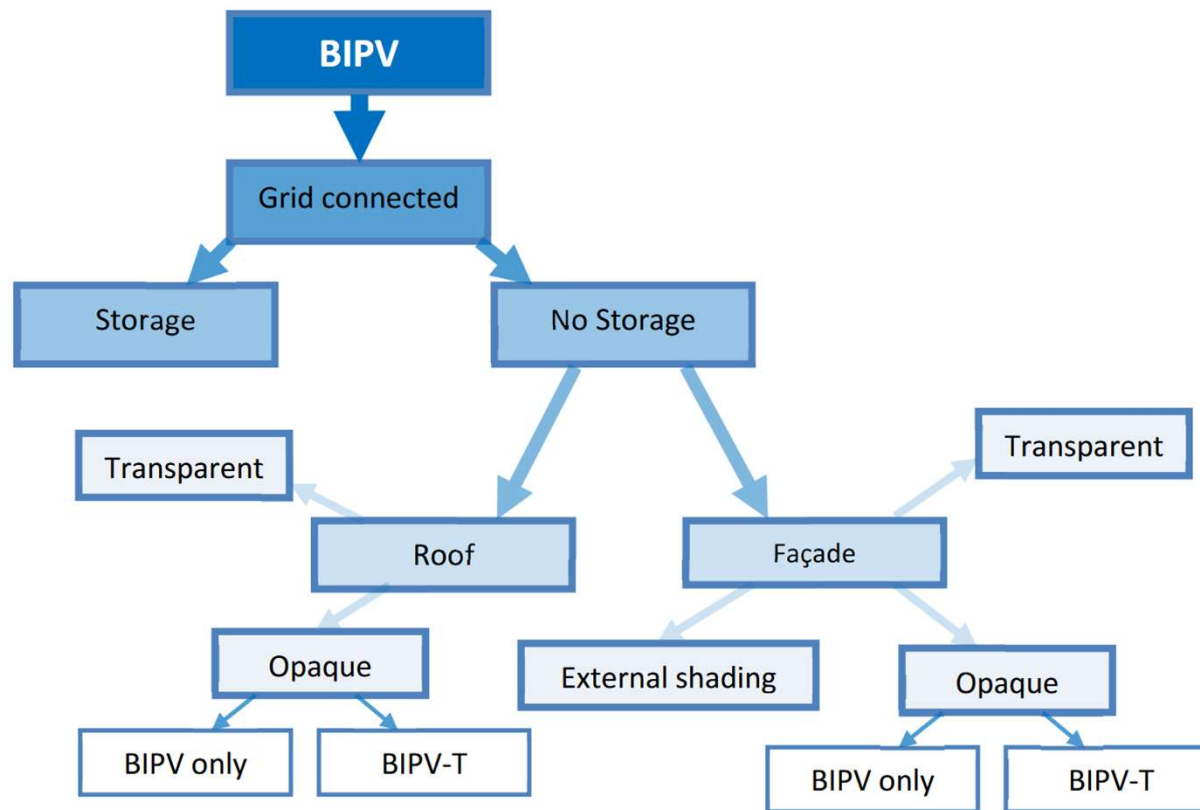 BIPV
Grid connected
Storage
No Storage
Transparent
Transparent
Roof
Façade
Opaque
External shading
Opaque
BIPV only
BIPV-T
BIPV only
BIPV-T